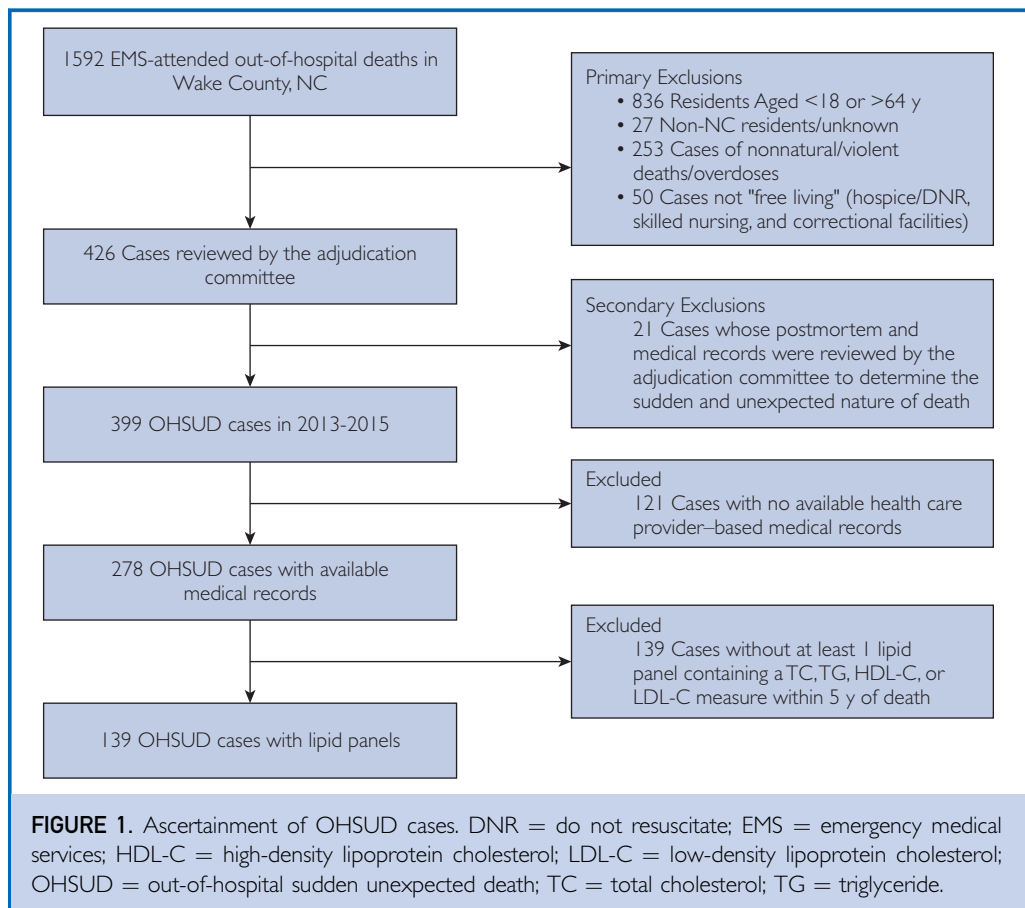 1592 EMS-attended out-of-hospital deaths in
Wake County, NC
Primary Exclusions
• 836 Residents Aged <18 or >64 y
• 27 Non-NC residents/unknown
• 253 Cases of nonnatural/violent
deaths/overdoses
• 50 Cases not "free living" (hospice/DNR,
skilled nursing, and correctional facilities)
426 Cases reviewed by the adjudication
committee
Secondary Exclusions
21 Cases whose postmortem and
medical records were reviewed by the
adjudication committee to determine the
sudden and unexpected nature of death
399 OHSUD cases in 2013-2015
Excluded
121 Cases with no available health care
provider–based medical records
278 OHSUD cases with available
medical records
Excluded
139 Cases without at least 1 lipid
panel containing a TC, TG, HDL-C, or
LDL-C measure within 5 y of death
139 OHSUD cases with lipid panels
FIGURE 1. Ascertainment of OHSUD cases. DNR = do not resuscitate; EMS = emergency medical
services; HDL-C = high-density lipoprotein cholesterol; LDL-C = low-density lipoprotein cholesterol;
OHSUD = out-of-hospital sudden unexpected death; TC = total cholesterol; TG = triglyceride.